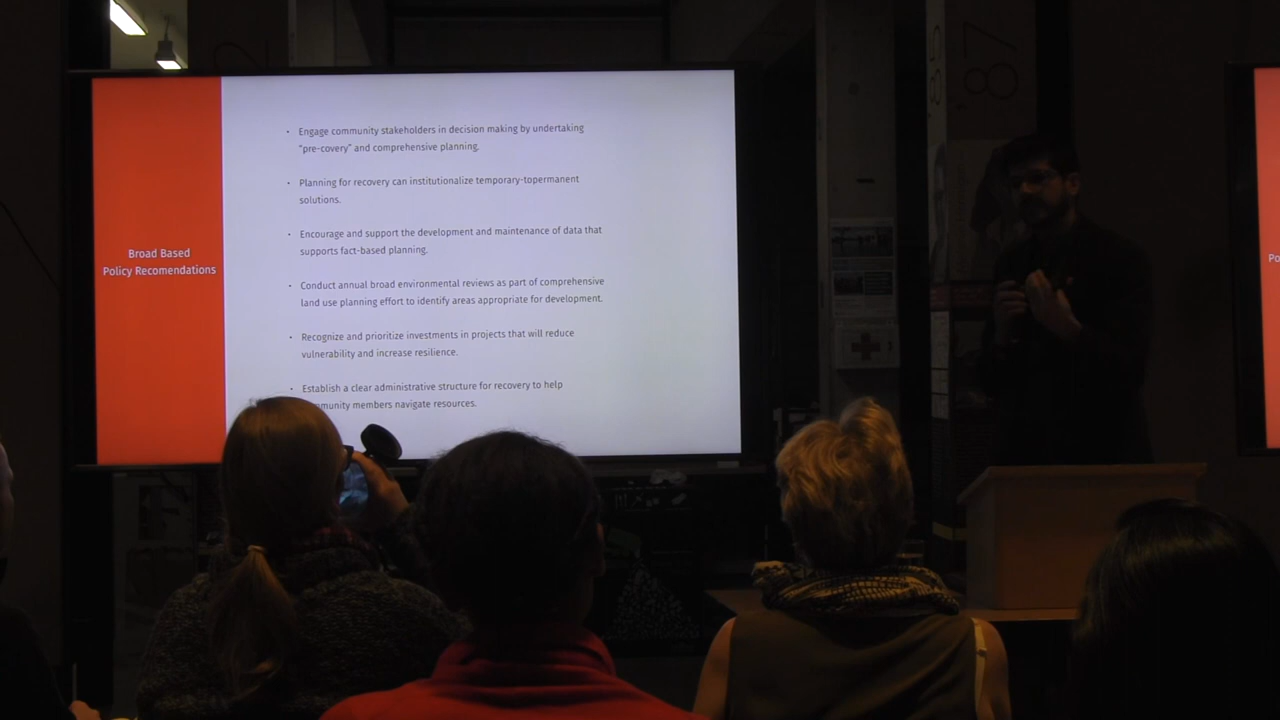 Broad Based
Policy Recomendations
• Engage community stakeholders in decision making by undertaking
"pre-covery" and comprehensive planning.
• Planning for recovery can institutionalize temporary-topermanent
solutions.
• Encourage and support the development and maintenance of data that
supports fact-based planning.
• Conduct annual broad environmental reviews as part of comprehensive
land use planning effort to identify areas appropriate for development.
• Recognize and prioritize investments in projects that will reduce
vulnerability and increase resilience.
• Establish a clear administrative structure for recovery to help
munity members navigate resources.
Po